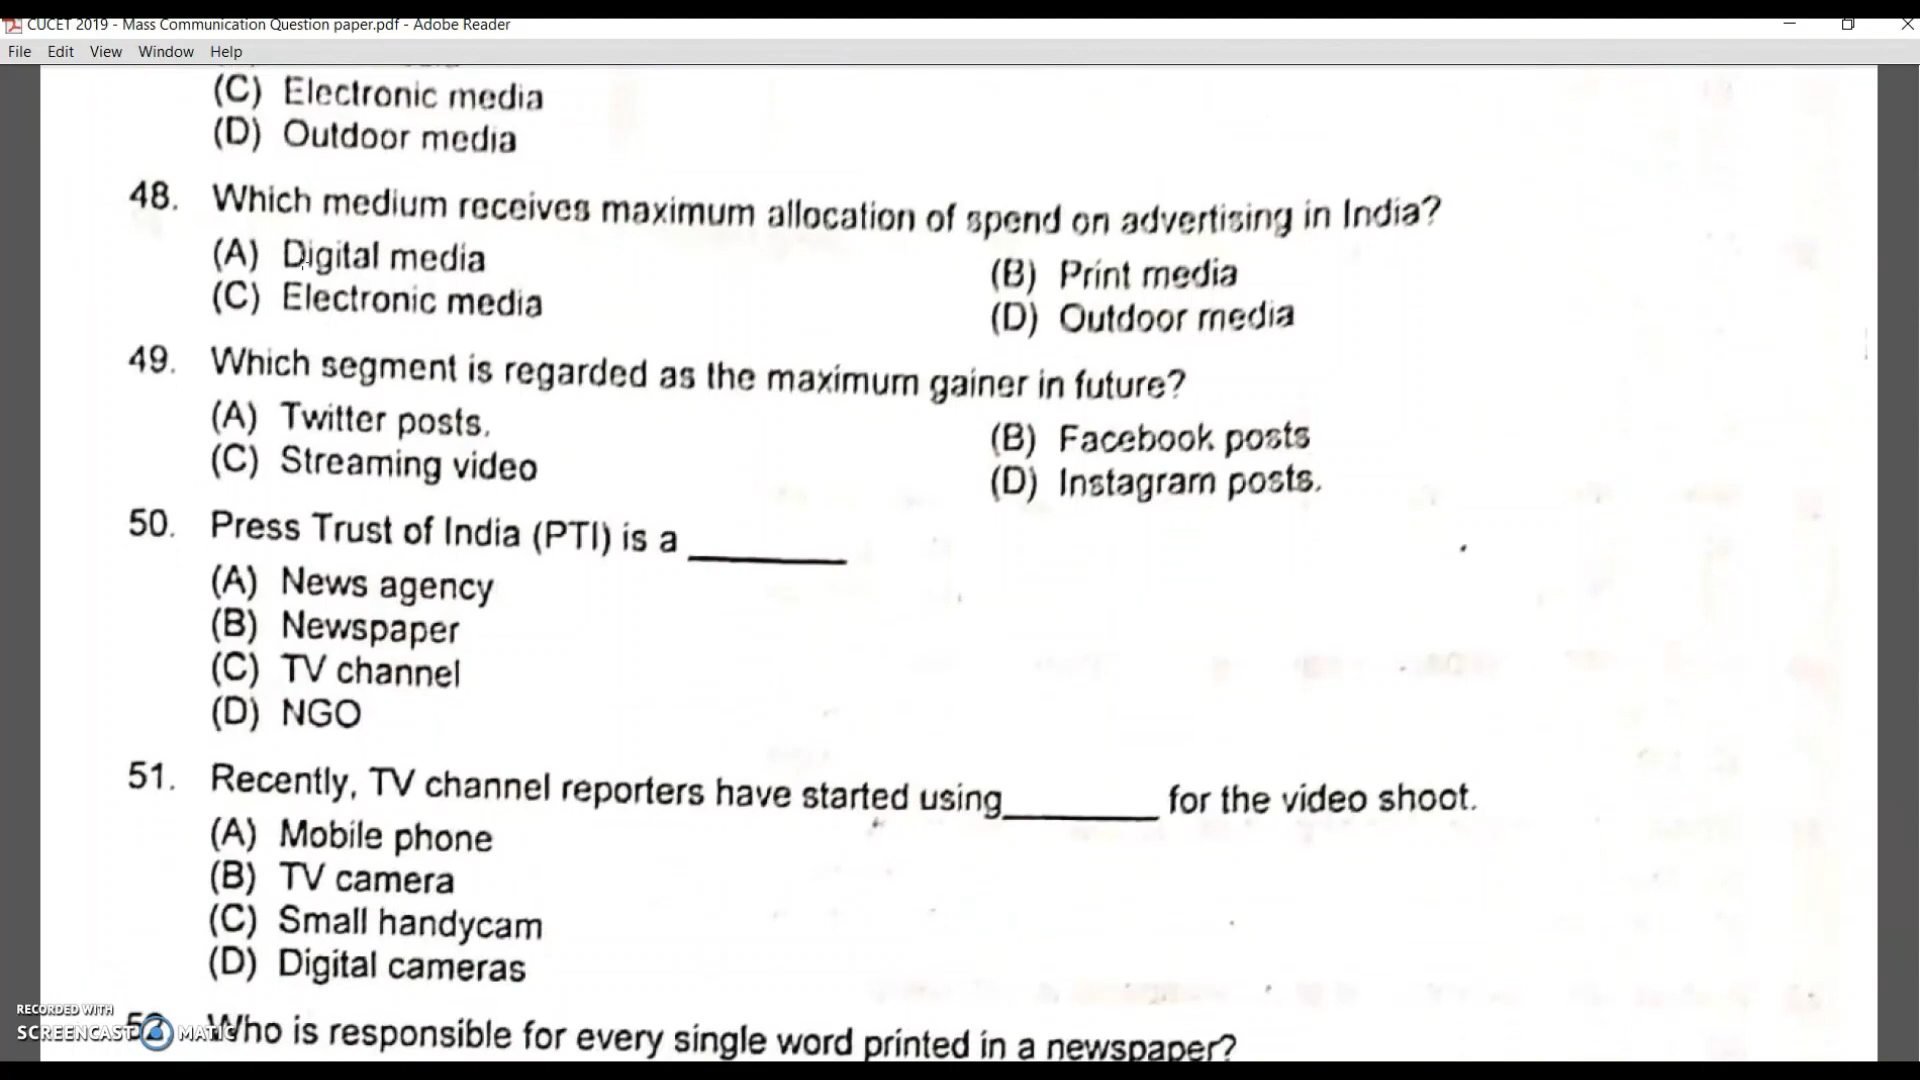 CUCET 2019 - Mass Communication Question paper.pdf - Adobe Reader
File Edit View Window Help
(C) Electronic media
(D) Outdoor media
48. Which medium receives maximum allocation of spend on advertising in India?
(A) Digital media (B) Print media
(C) Electronic media (D) Outdoor media
49. Which segment is regarded as the maximum gainer in future?
(A) Twitter posts. (B) Facebook posts
(C) Streaming video (D) Instagram posts.
50. Press Trust of India (PTI) is a ________
(A) News agency
(B) Newspaper
(C) TV channel
(D) NGO
51. Recently, TV channel reporters have started using________ for the video shoot.
(A) Mobile phone
(B) TV camera
(C) Small handycam
(D) Digital cameras
RECORDED WITH
SCREENCAST MATIC
52. Who is responsible for every single word printed in a newspaper?